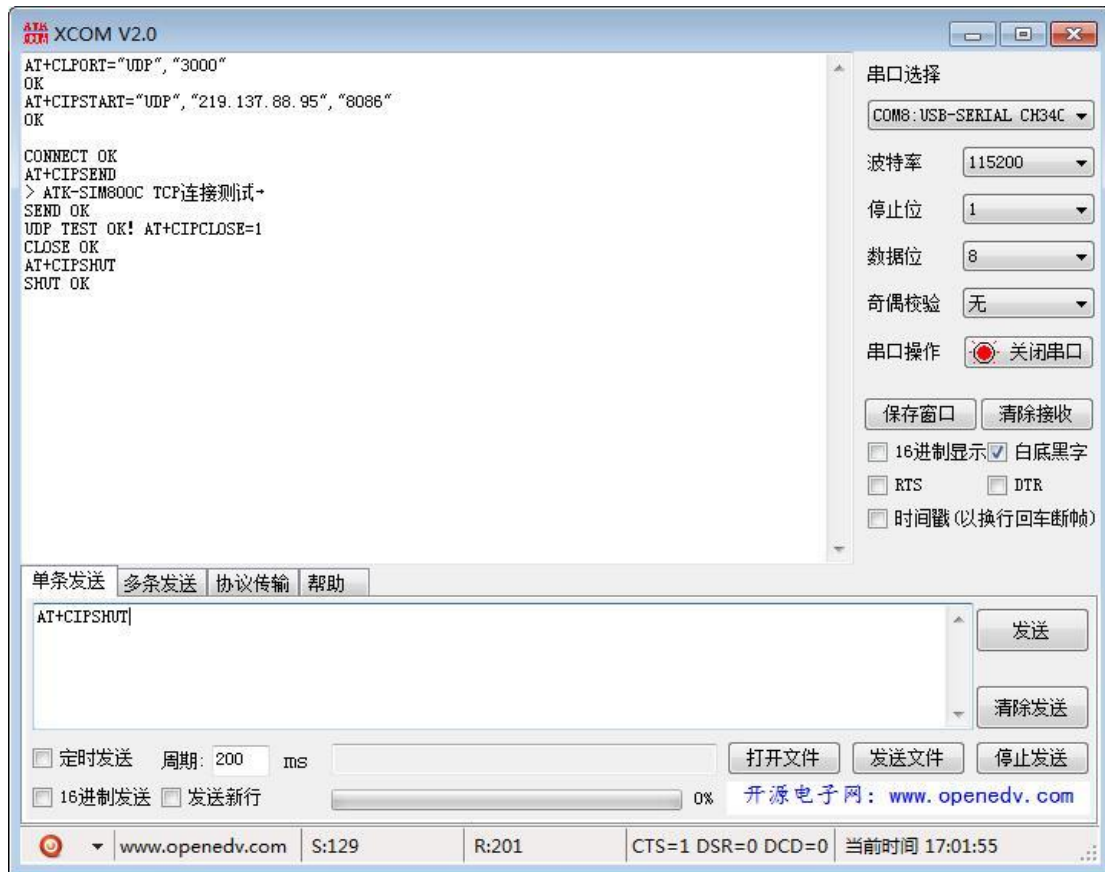 XCOM V2.0
AT+CLPORT="UDP","3000"
OK
AT+CIPSTART="UDP","219.137.88.95","8086"
OK
CONNECT OK
AT+CIPSEND
> ATK-SIM800C TCP连接测试→
SEND OK
UDP TEST OK! AT+CIPCLOSE=1
CLOSE OK
AT+CIPSHUT
SHUT OK
串口选择
COM8:USB-SERIAL CH34C
波特率 115200
停止位 1
数据位 8
奇偶校验 无
串口操作 关闭串口
保存窗口 清除接收
16进制显示 白底黑字
RTS DTR
时间戳(以换行回车断帧)
单条发送 多条发送 协议传输 帮助
AT+CIPSHUT
发送
清除发送
定时发送 周期: 200 ms 打开文件 发送文件 停止发送
16进制发送 发送新行 0% 开源电子网: www.openedv.com
www.openedv.com S:129 R:201 CTS=1 DSR=0 DCD=0 当前时间 17:01:55